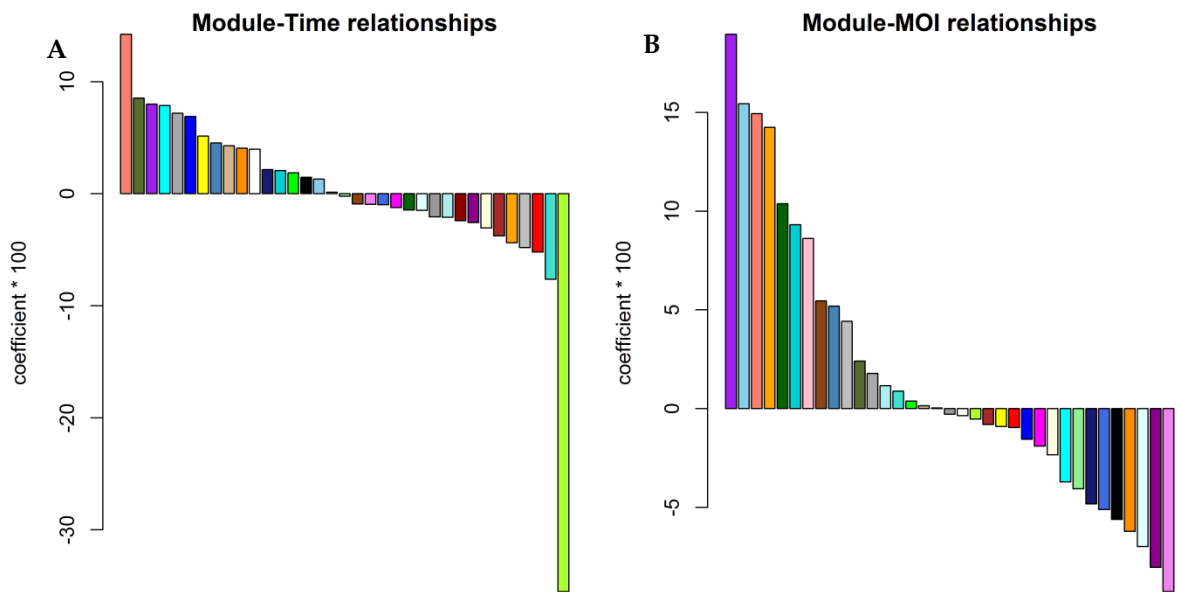 A
Module-Time relationships
coefficient * 100
10
0
-10
-20
-30
B
Module-MOI relationships
coefficient * 100
15
10
5
0
-5